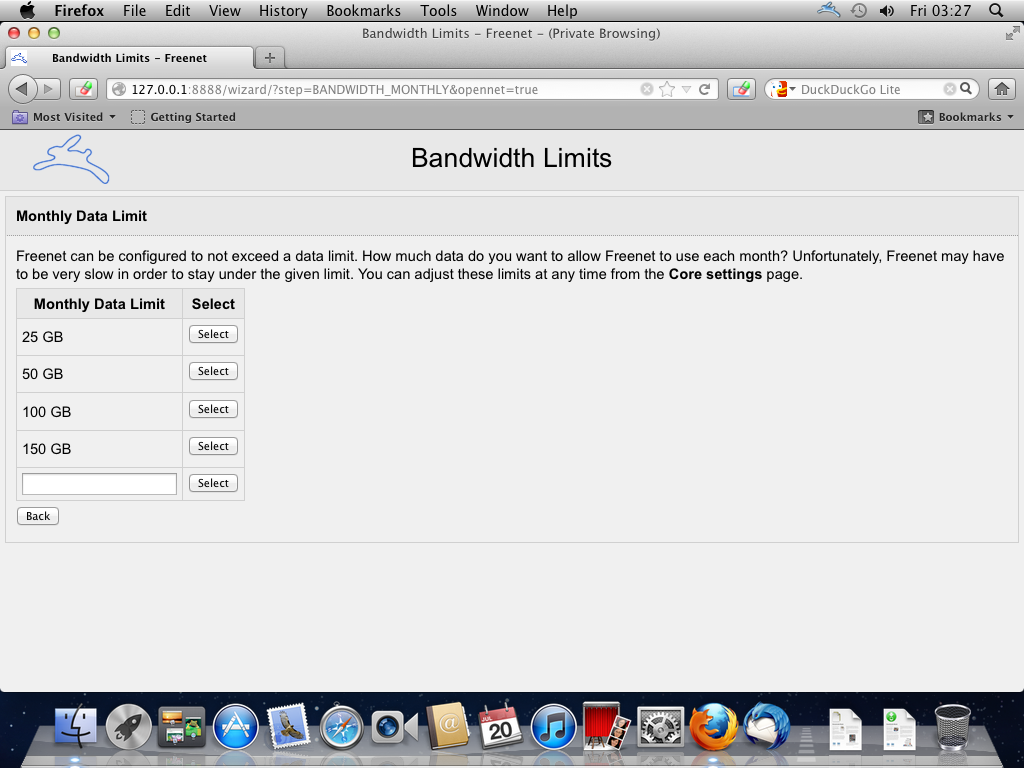 Firefox File Edit View History Bookmarks Tools Window Help Fri 03:27
Bandwidth Limits – Freenet – (Private Browsing)
Bandwidth Limits – Freenet
127.0.0.1:8888/wizard/?step=BANDWIDTH_MONTHLY&opennet=true DuckDuckGo Lite
Most Visited Getting Started Bookmarks
Bandwidth Limits
Monthly Data Limit
Freenet can be configured to not exceed a data limit. How much data do you want to allow Freenet to use each month? Unfortunately, Freenet may have
to be very slow in order to stay under the given limit. You can adjust these limits at any time from the Core settings page.
Monthly Data Limit Select
25 GB Select
50 GB Select
100 GB Select
150 GB Select
Select
Back
JUL
20